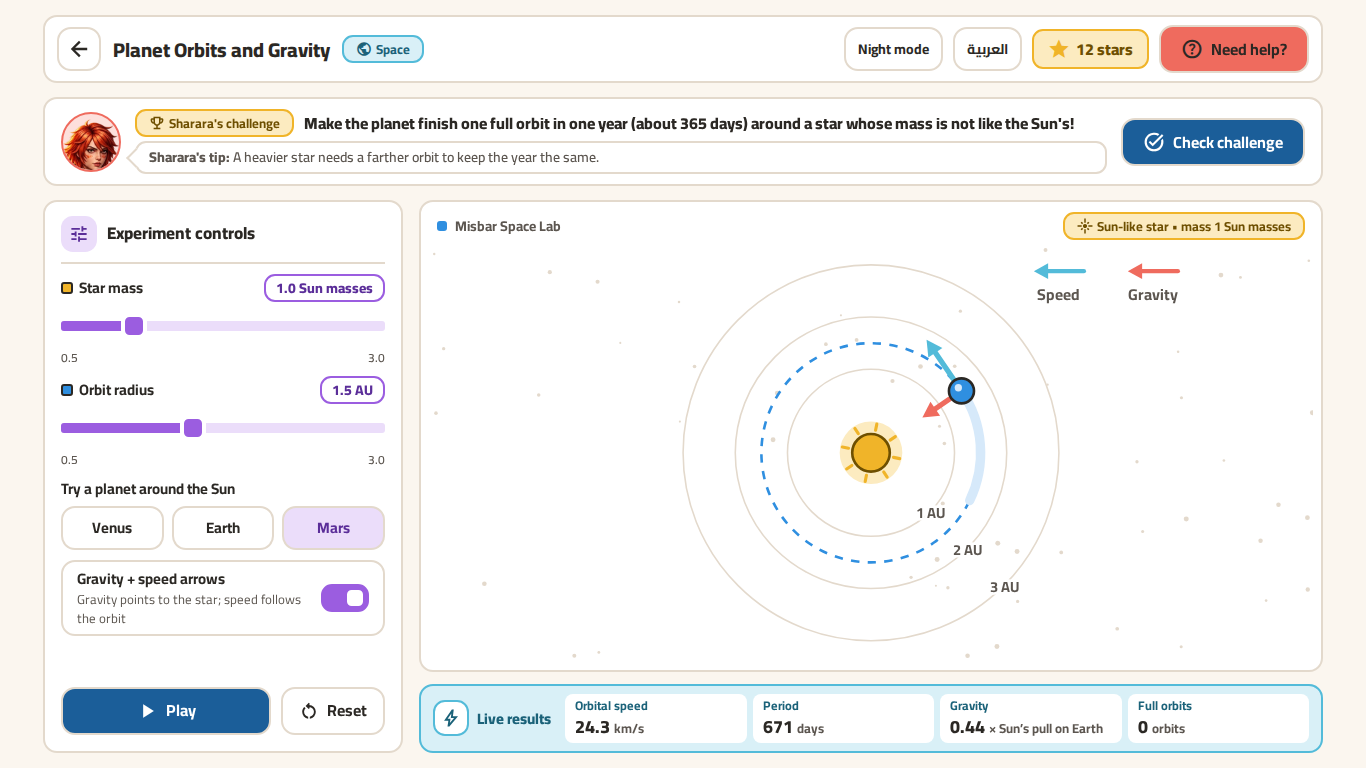 Planet Orbits and Gravity
Space
Night mode
العربية
12 stars
Need help?
Sharara's challenge
Make the planet finish one full orbit in one year (about 365 days) around a star whose mass is not like the Sun's!
Sharara's tip: A heavier star needs a farther orbit to keep the year the same.
Check challenge
Experiment controls
Star mass
1.0 Sun masses
0.5
3.0
Orbit radius
1.5 AU
0.5
3.0
Try a planet around the Sun
Venus
Earth
Mars
Gravity + speed arrows
Gravity points to the star; speed follows
the orbit
Play
Reset
Misbar Space Lab
Sun-like star • mass 1 Sun masses
Speed
Gravity
1 AU
2 AU
3 AU
Live results
Orbital speed
24.3 km/s
Period
671 days
Gravity
0.44 × Sun's pull on Earth
Full orbits
0 orbits